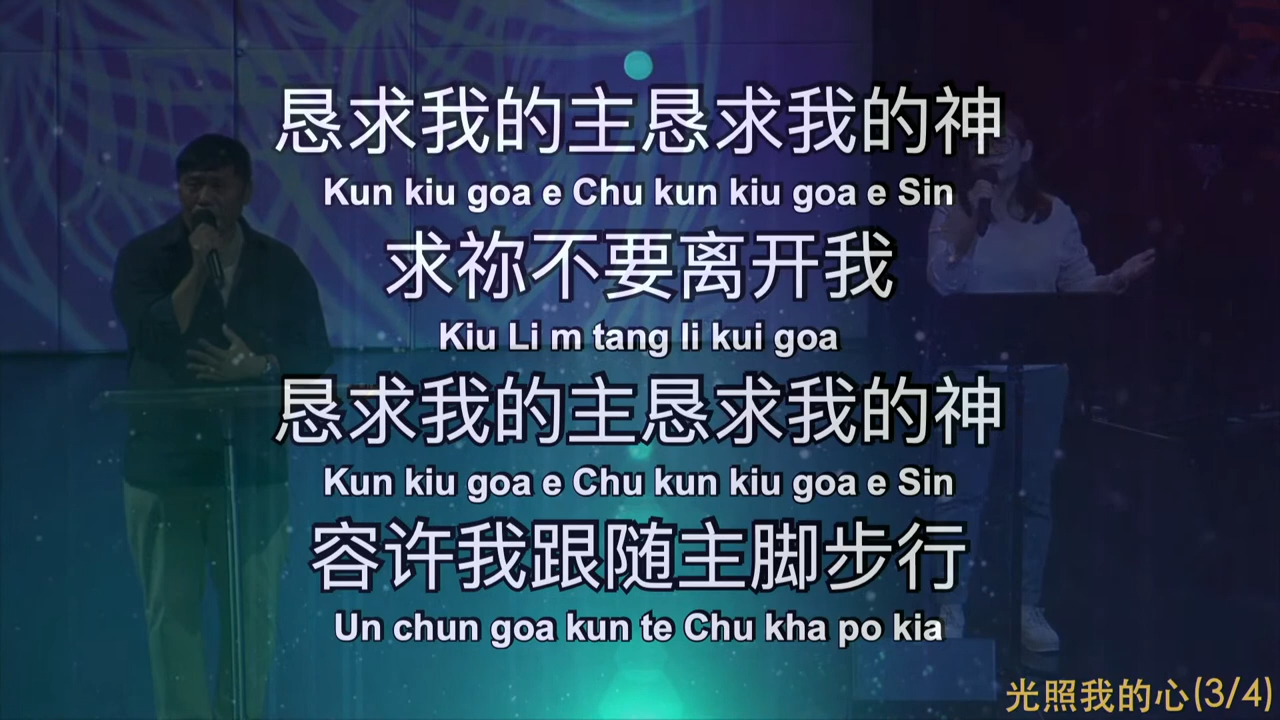 恳求我的主恳求我的神
Kun kiu goa e Chu kun kiu goa e Sin
求祢不要离开我
Kiu Li m tang li kui goa
恳求我的主恳求我的神
Kun kiu goa e Chu kun kiu goa e Sin
容许我跟随主脚步行
Un chun goa kun te Chu kha po kia
光照我的心(3/4)